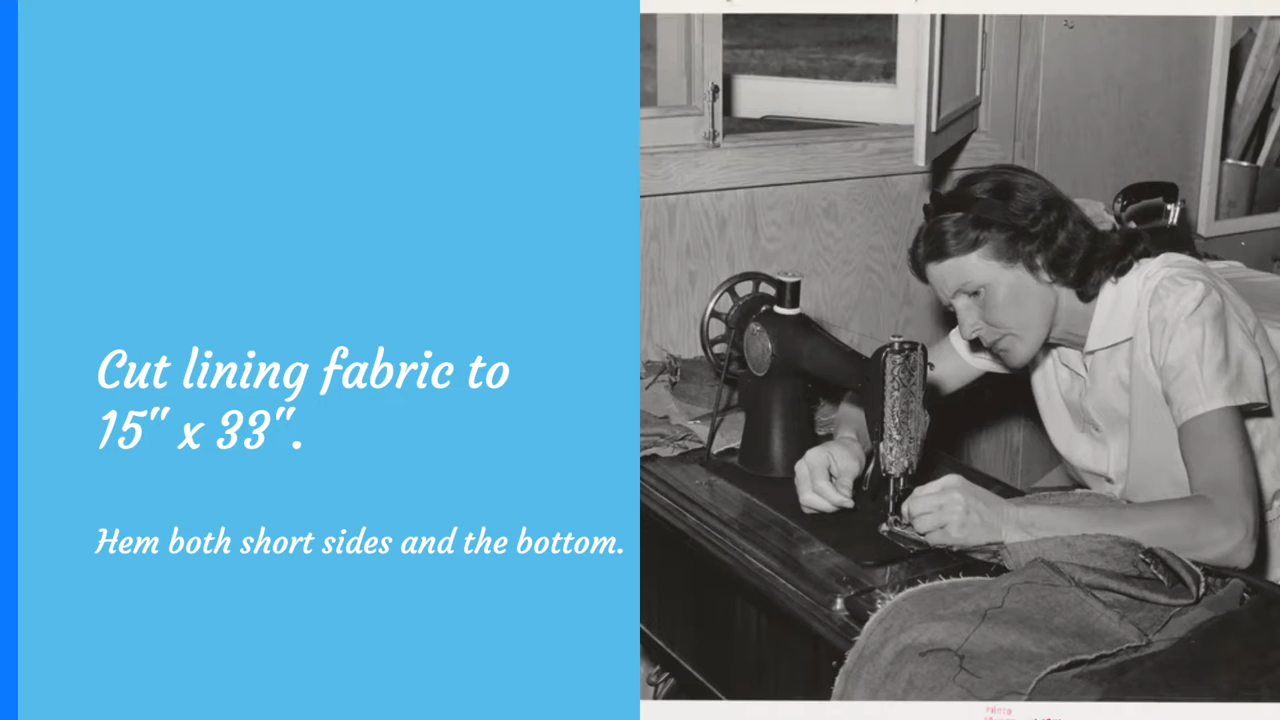 Cut lining fabric to
15" x 33".
Hem both short sides and the bottom.